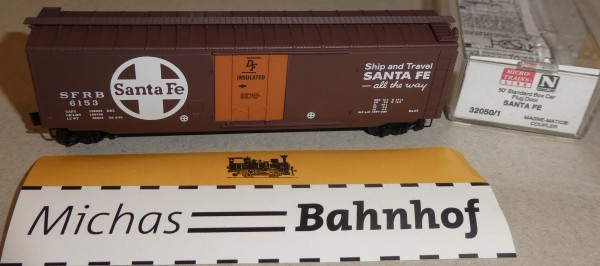 Santa Fe
SFRB
6153
DF
INSULATED
Ship and Travel
SANTA FE
all the way
MICRO-
TRAINS
LINE
N
50' Standard Box Car
Plug Door
SANTA FE
32050/1
MAGNE-MATIC®
COUPLER
Michas Bahnhof